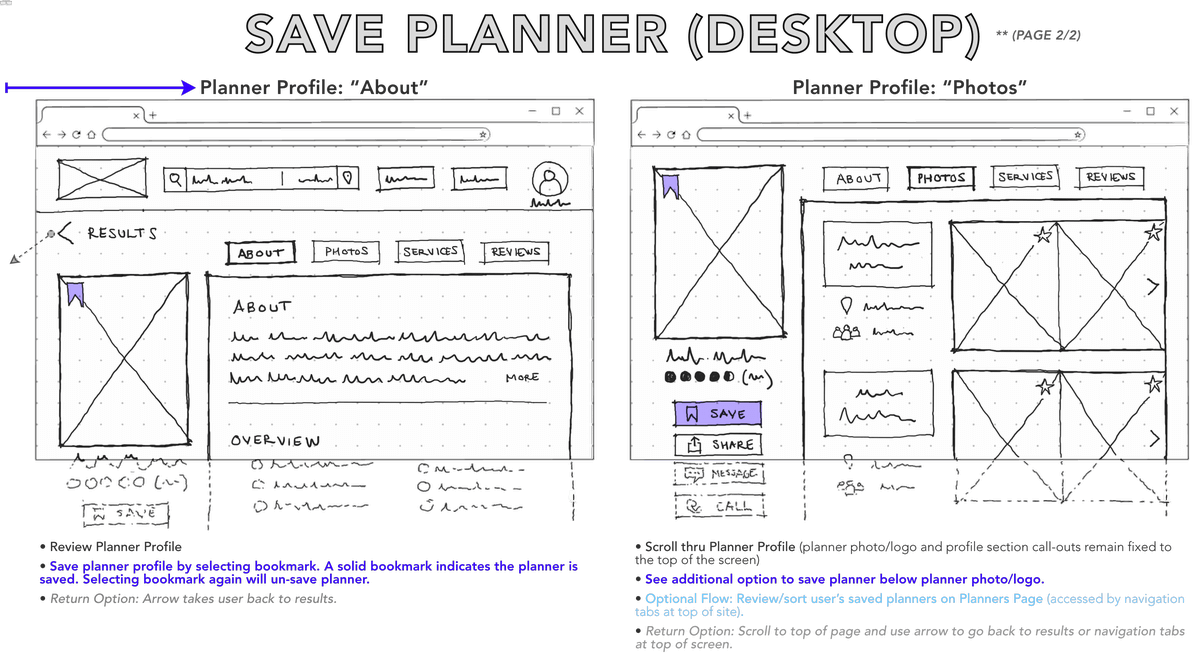 SAVE PLANNER (DESKTOP)
** (PAGE 2/2)
Planner Profile: “About”
RESULTS
ABOUT
PHOTOS
SERVICES
REVIEWS
ABOUT
MORE
OVERVIEW
SAVE
• Review Planner Profile
• Save planner profile by selecting bookmark. A solid bookmark indicates the planner is
saved. Selecting bookmark again will un-save planner.
• Return Option: Arrow takes user back to results.
Planner Profile: “Photos”
ABOUT
PHOTOS
SERVICES
REVIEWS
SAVE
SHARE
MESSAGE
CALL
• Scroll thru Planner Profile (planner photo/logo and profile section call-outs remain fixed to
the top of the screen)
• See additional option to save planner below planner photo/logo.
• Optional Flow: Review/sort user’s saved planners on Planners Page (accessed by navigation
tabs at top of site).
• Return Option: Scroll to top of page and use arrow to go back to results or navigation tabs
at top of screen.